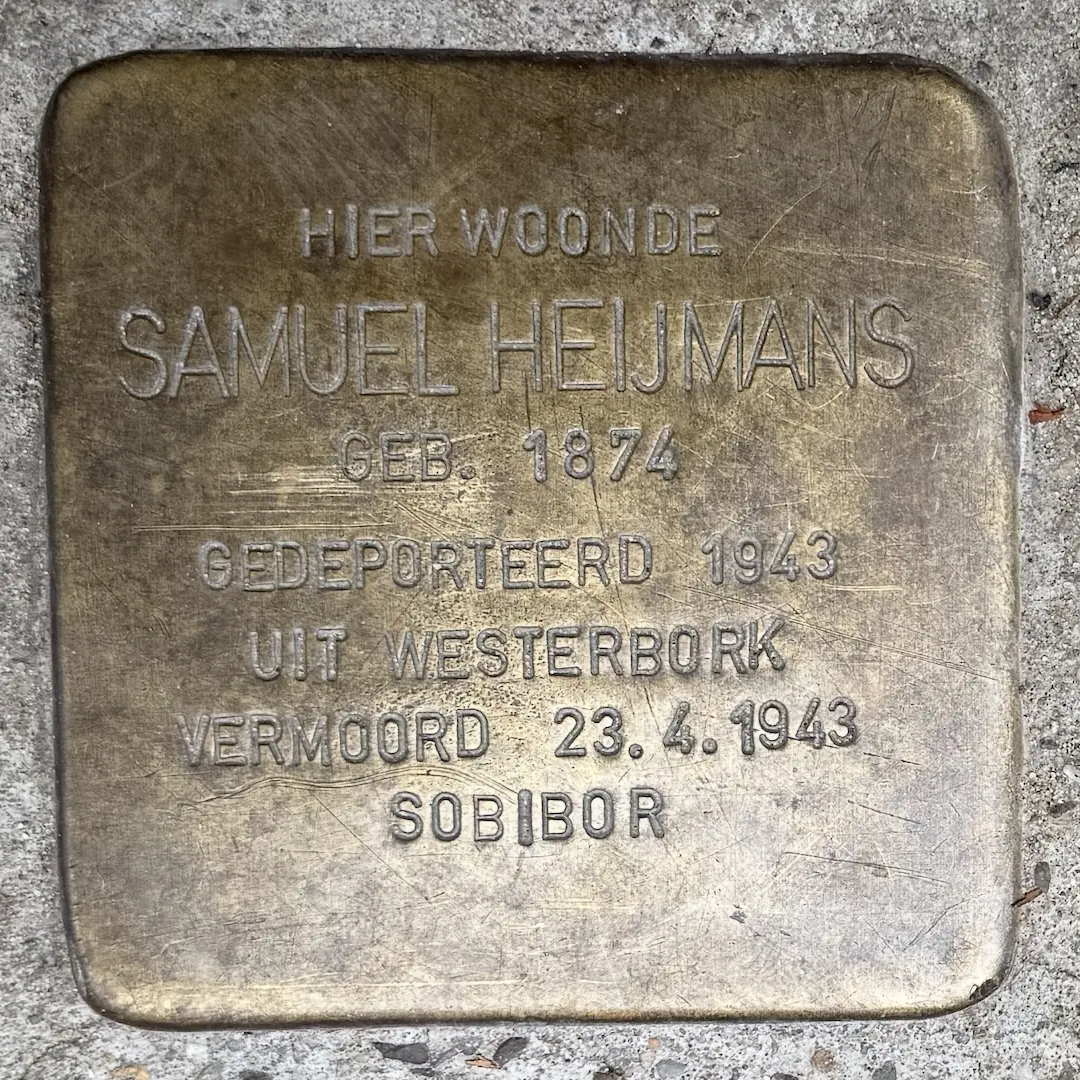 HIER WOONDE
SAMUEL HEIJMANS
GEB. 1874
GEDEPORTEERD 1943
UIT WESTERBORK
VERMOORD 23.4.1943
SOBIBOR